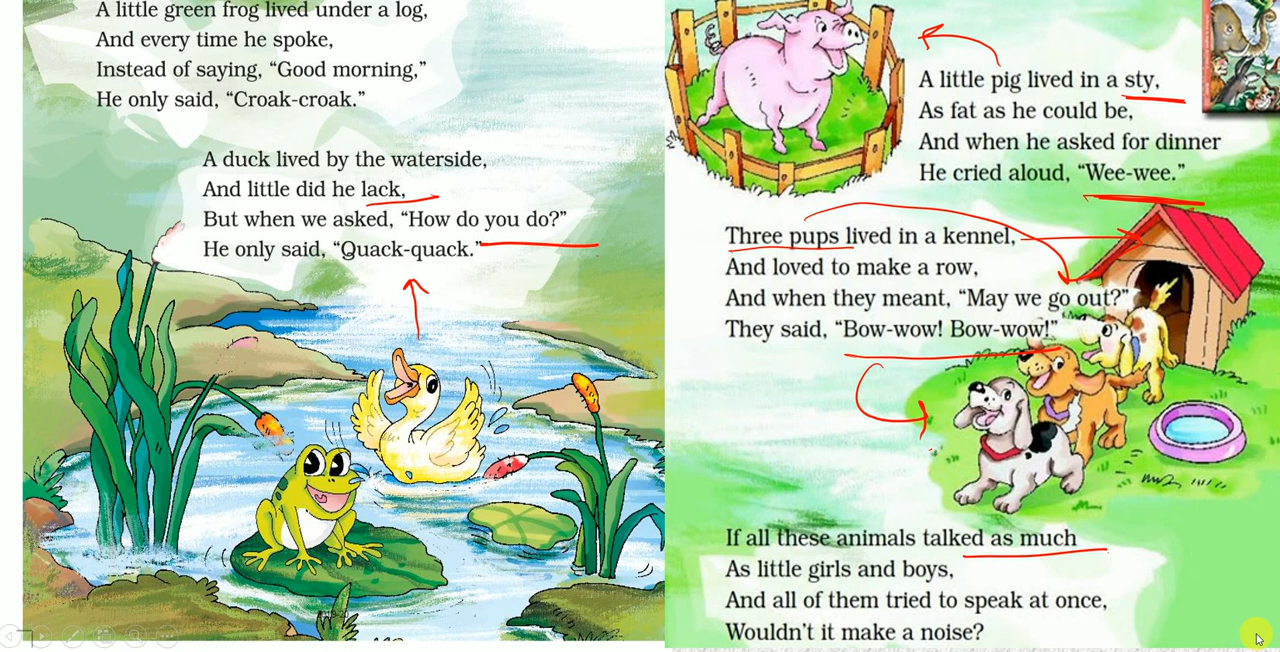 A little green frog lived under a log,
And every time he spoke,
Instead of saying, “Good morning,”
He only said, “Croak-croak.”
A duck lived by the waterside,
And little did he lack,
But when we asked, “How do you do?”
He only said, “Quack-quack.”
A little pig lived in a sty,
As fat as he could be,
And when he asked for dinner
He cried aloud, “Wee-wee.”
Three pups lived in a kennel,
And loved to make a row,
And when they meant, “May we go out?”
They said, “Bow-wow! Bow-wow!”
If all these animals talked as much
As little girls and boys,
And all of them tried to speak at once,
Wouldn’t it make a noise?